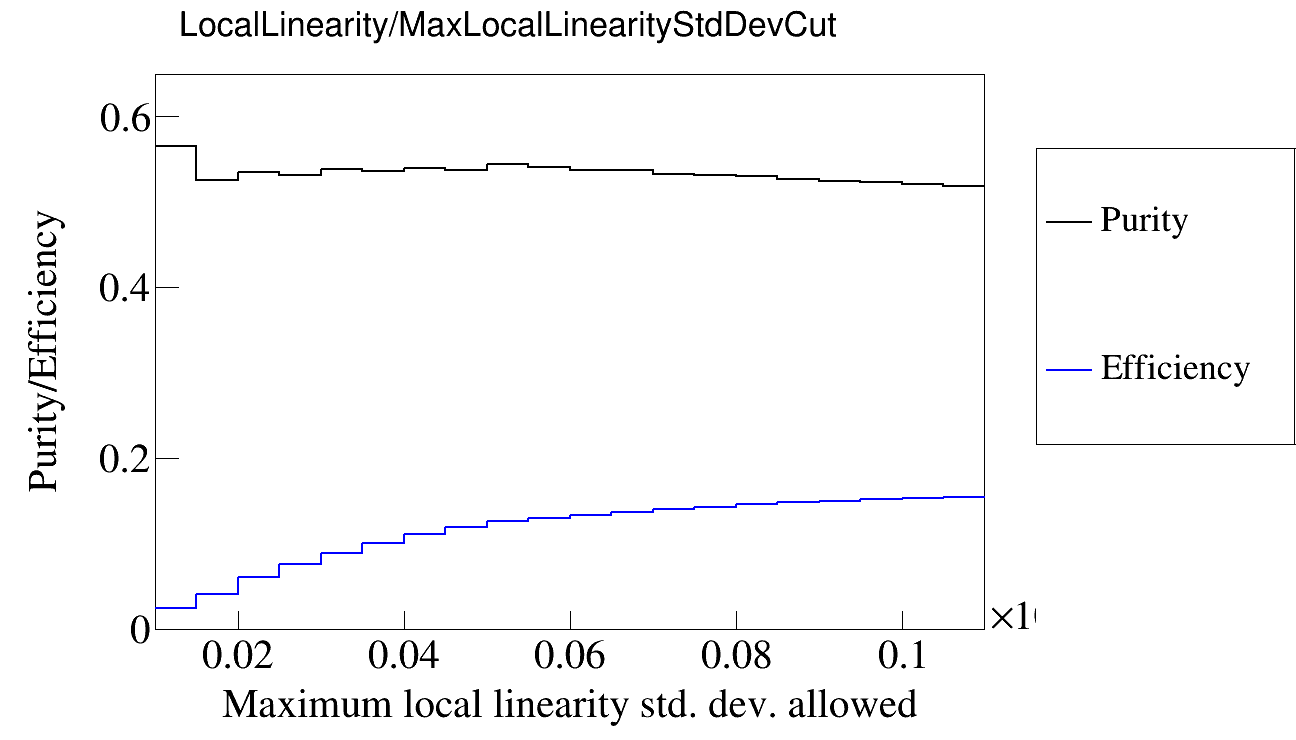 LocalLinearity/MaxLocalLinearityStdDevCut
0.6
0.4
0.2
0
Purity/Efficiency
0.02 0.04 0.06 0.08 0.1
×1
Maximum local linearity std. dev. allowed
Purity
Efficiency